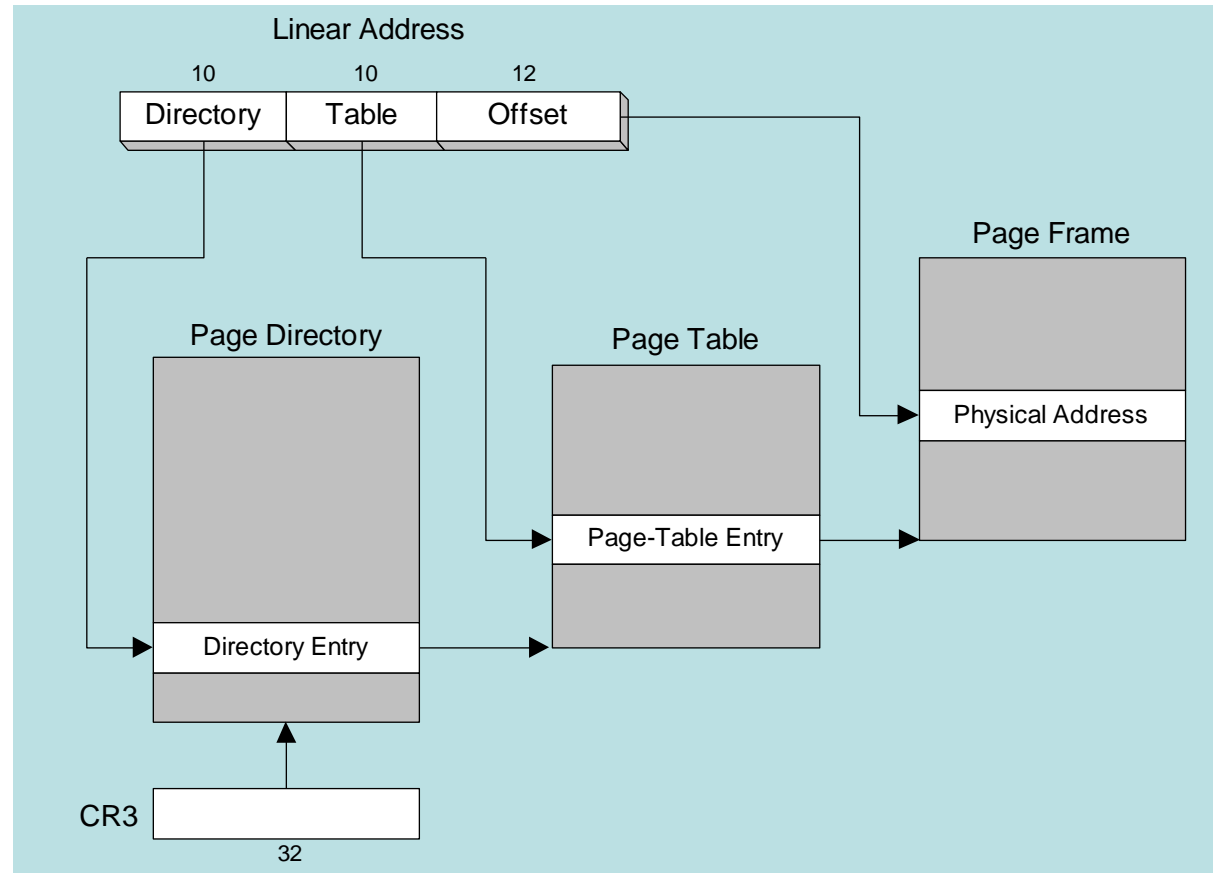 Linear Address
10 10 12
Directory Table Offset
Page Frame
Page Directory
Page Table
Physical Address
Page-Table Entry
Directory Entry
CR3
32